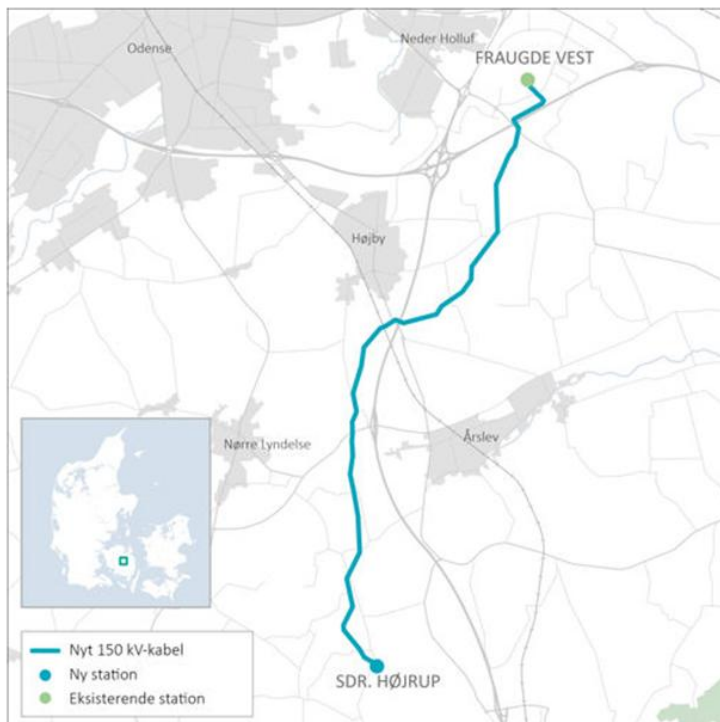 Odense
Neder Holluf
FRAUGDE VEST
Højby
Nørre Lyndelse
Årslev
SDR. HØJRUP
Nyt 150 kV-kabel
Ny station
Eksisterende station